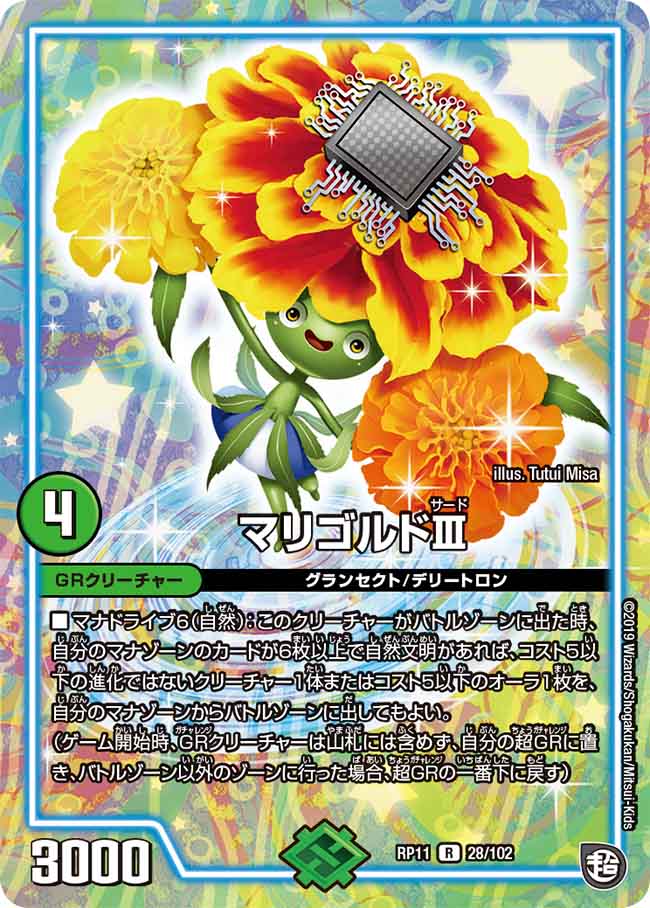 illus. Tutui Misa
4
サード
マリゴルドⅢ
GRクリーチャー
グランセクト/デリートロン
■マナドライブ6(自然):このクリーチャーがバトルゾーンに出た時、
自分のマナゾーンのカードが6枚以上で自然文明があれば、コスト5以
下の進化ではないクリーチャー1体またはコスト5以下のオーラ1枚を、
自分のマナゾーンからバトルゾーンに出してもよい。
(ゲーム開始時、GRクリーチャーは山札には含めず、自分の超GRに置
き、バトルゾーン以外のゾーンに行った場合、超GRの一番下に戻す)
©2019 Wizards/Shogakukan/Mitsui-Kids
3000
RP11 R 28/102
超